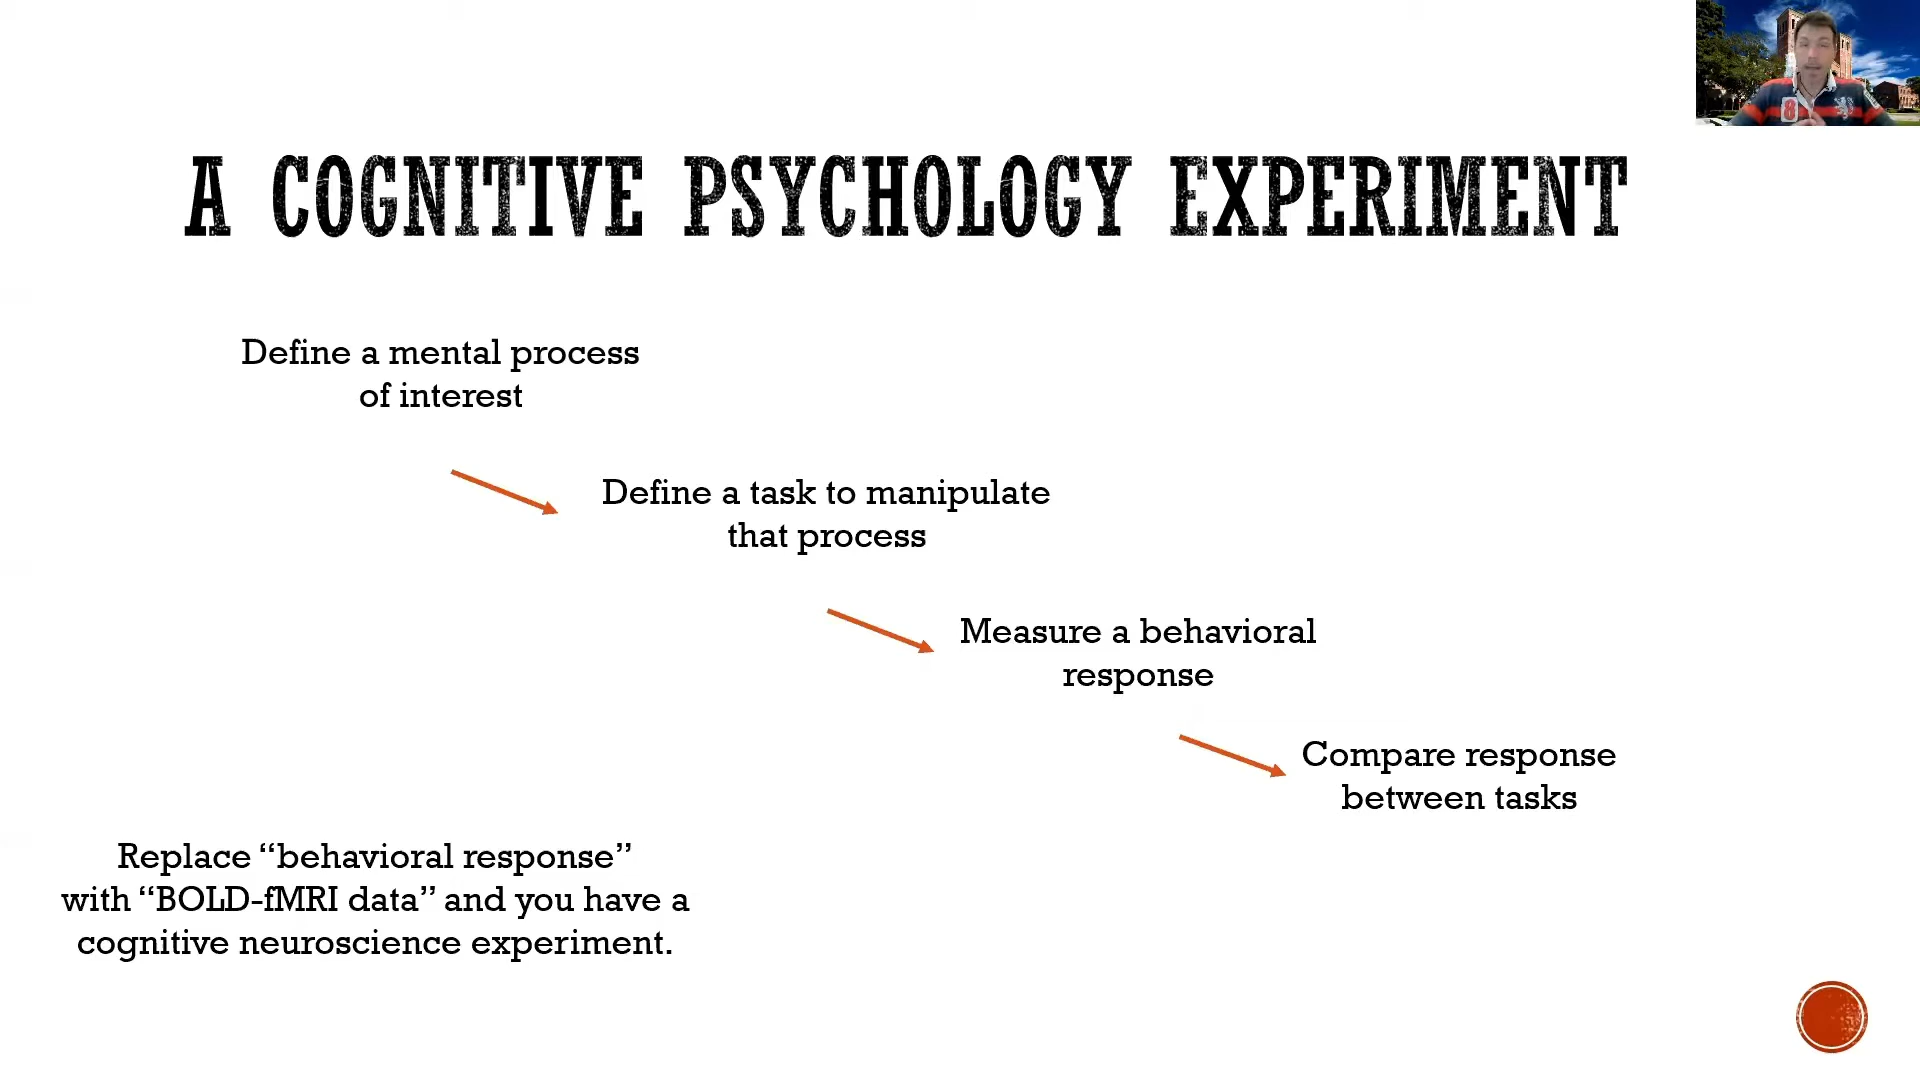 A COGNITIVE PSYCHOLOGY EXPERIMENT
Define a mental process
of interest
Define a task to manipulate
that process
Measure a behavioral
response
Compare response
between tasks
Replace “behavioral response”
with “BOLD-fMRI data” and you have a
cognitive neuroscience experiment.
8